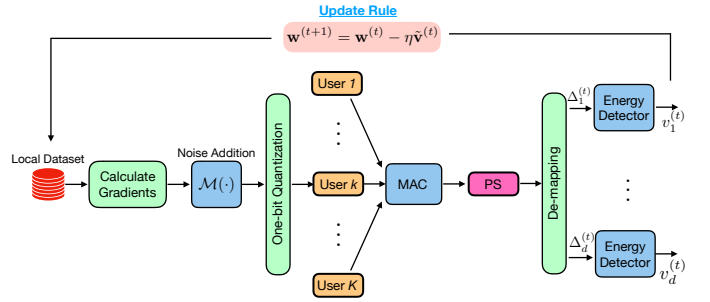 Update Rule
w^{(t+1)} = w^{(t)} − ηṽ^{(t)}
User 1
Local Dataset
Calculate
Gradients
Noise Addition
M(·)
One-bit Quantization
User k
User K
MAC
PS
De-mapping
Δ_1^{(t)}
Energy
Detector
v_1^{(t)}
Δ_d^{(t)}
Energy
Detector
v_d^{(t)}